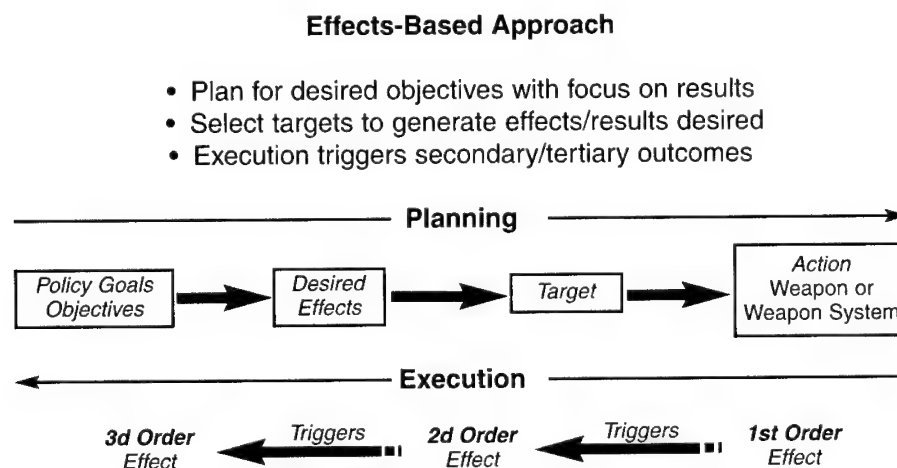 Effects-Based Approach
• Plan for desired objectives with focus on results
• Select targets to generate effects/results desired
• Execution triggers secondary/tertiary outcomes
Planning
Policy Goals
Objectives
Desired
Effects
Target
Action
Weapon or
Weapon System
Execution
3d Order
Effect
Triggers
2d Order
Effect
Triggers
1st Order
Effect